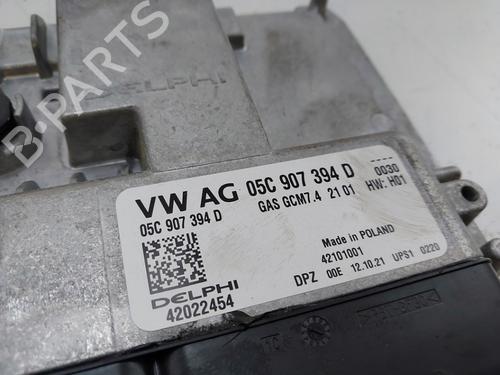 DELPHI
B-PARTS
VW AG 05C 907 394 D
05C 907 394 D GAS GCM7.4 21 01
0030
HW: H01
Made in POLAND
42101001
DPZ 00E 12.10.21 UPS1 0220
DELPHI
42022454